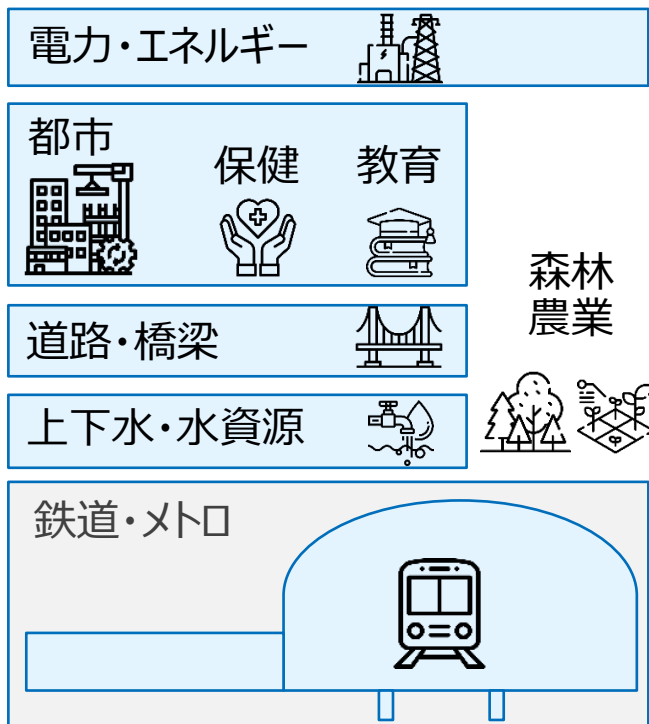 電力・エネルギー
都市
保健
教育
森林
農業
道路・橋梁
上下水・水資源
鉄道・メトロ